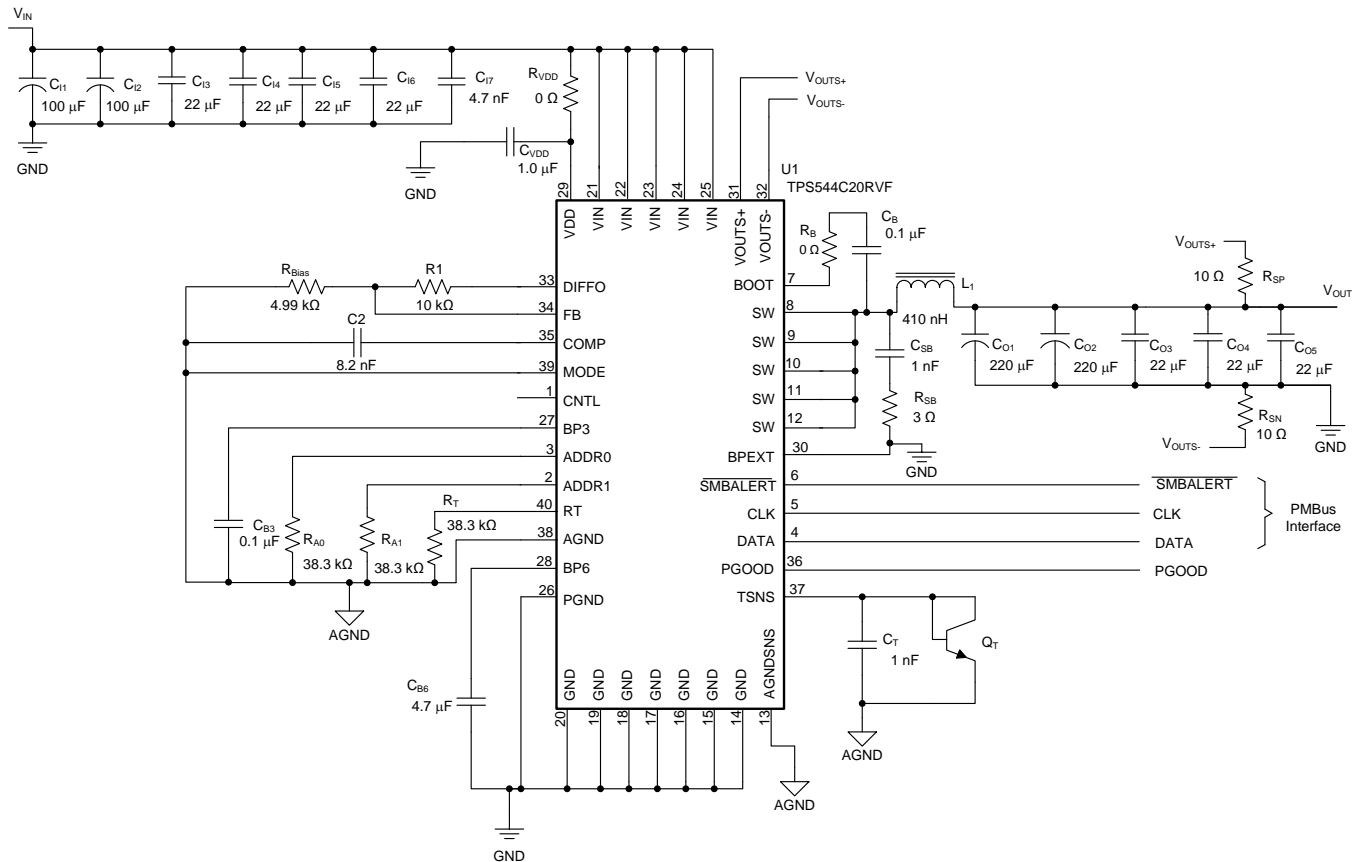 VIN
CI1
100 µF
CI2
100 µF
CI3
22 µF
CI4
22 µF
CI5
22 µF
CI6
22 µF
CI7
4.7 nF
GND
RVDD
0 Ω
CVDD
1.0 µF
GND
VOUTS+
VOUTS-
U1
TPS544C20RVF
29
21
22
23
24
25
31
32
VDD
VIN
VIN
VIN
VIN
VIN
VOUTS+
VOUTS-
RBias
4.99 kΩ
R1
10 kΩ
C2
8.2 nF
33
DIFFO
34
FB
35
COMP
39
MODE
1
CNTL
27
BP3
3
ADDR0
2
ADDR1
40
RT
38
AGND
28
BP6
26
PGND
CB3
0.1 µF
RA0
38.3 kΩ
RA1
38.3 kΩ
RT
38.3 kΩ
AGND
CB6
4.7 µF
GND
GND
GND
GND
GND
GND
GND
AGNDSNS
20
19
18
17
16
15
14
13
GND
AGND
BOOT
7
SW
8
SW
9
SW
10
SW
11
SW
12
BPEXT
30
SMBALERT
6
CLK
5
DATA
4
PGOOD
36
TSNS
37
RB
0 Ω
CB
0.1 µF
L1
410 nH
CSB
1 nF
RSB
3 Ω
GND
VOUTS+
10 Ω
RSP
VOUT
CO1
220 µF
CO2
220 µF
CO3
22 µF
CO4
22 µF
CO5
22 µF
RSN
10 Ω
VOUTS-
GND
SMBALERT
CLK
DATA
PMBus
Interface
PGOOD
CT
1 nF
QT
AGND